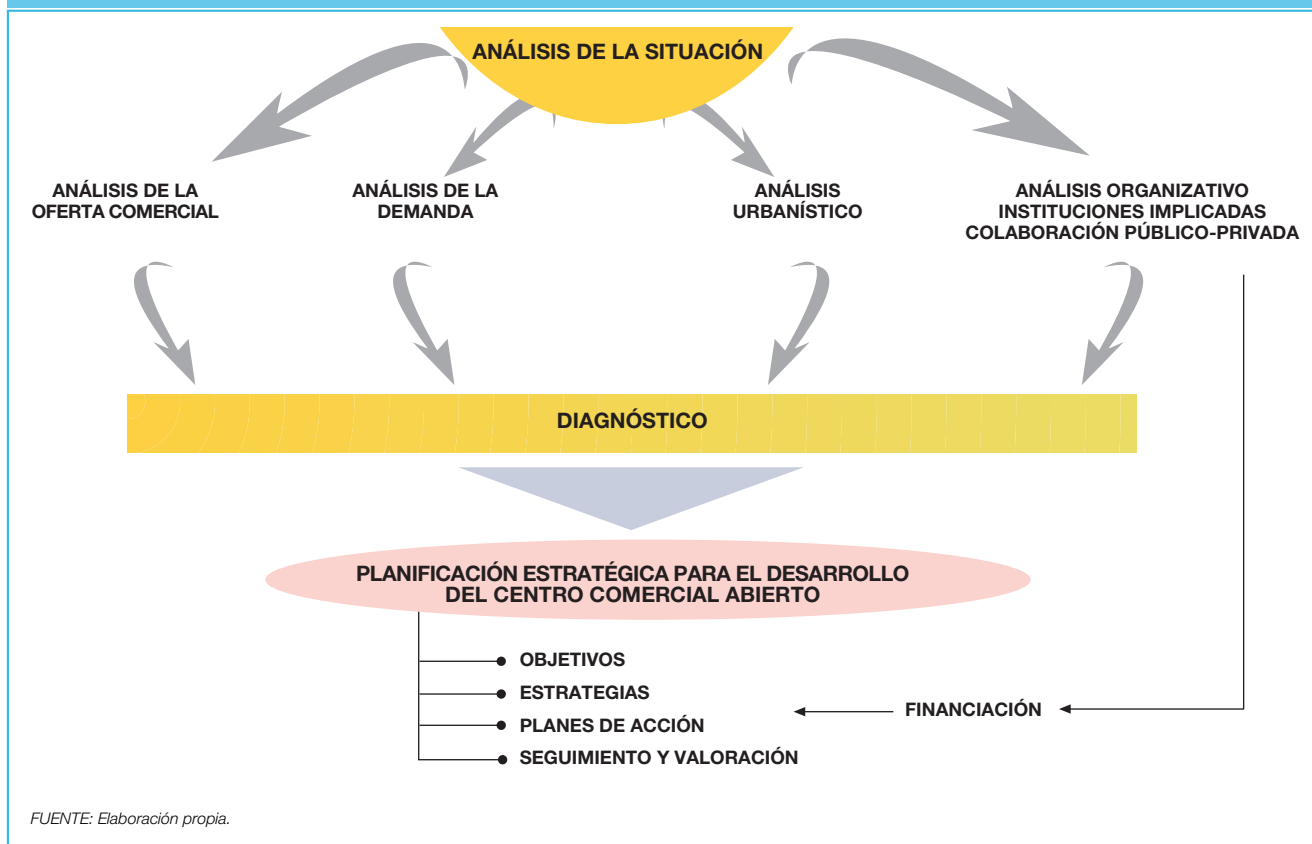 ANÁLISIS DE LA SITUACIÓN
ANÁLISIS DE LA
OFERTA COMERCIAL
ANÁLISIS DE LA
DEMANDA
ANÁLISIS
URBANÍSTICO
ANÁLISIS ORGANIZATIVO
INSTITUCIONES IMPLICADAS
COLABORACIÓN PÚBLICO-PRIVADA
DIAGNÓSTICO
PLANIFICACIÓN ESTRATÉGICA PARA EL DESARROLLO
DEL CENTRO COMERCIAL ABIERTO
OBJETIVOS
ESTRATEGIAS
PLANES DE ACCIÓN
SEGUIMIENTO Y VALORACIÓN
FINANCIACIÓN
FUENTE: Elaboración propia.